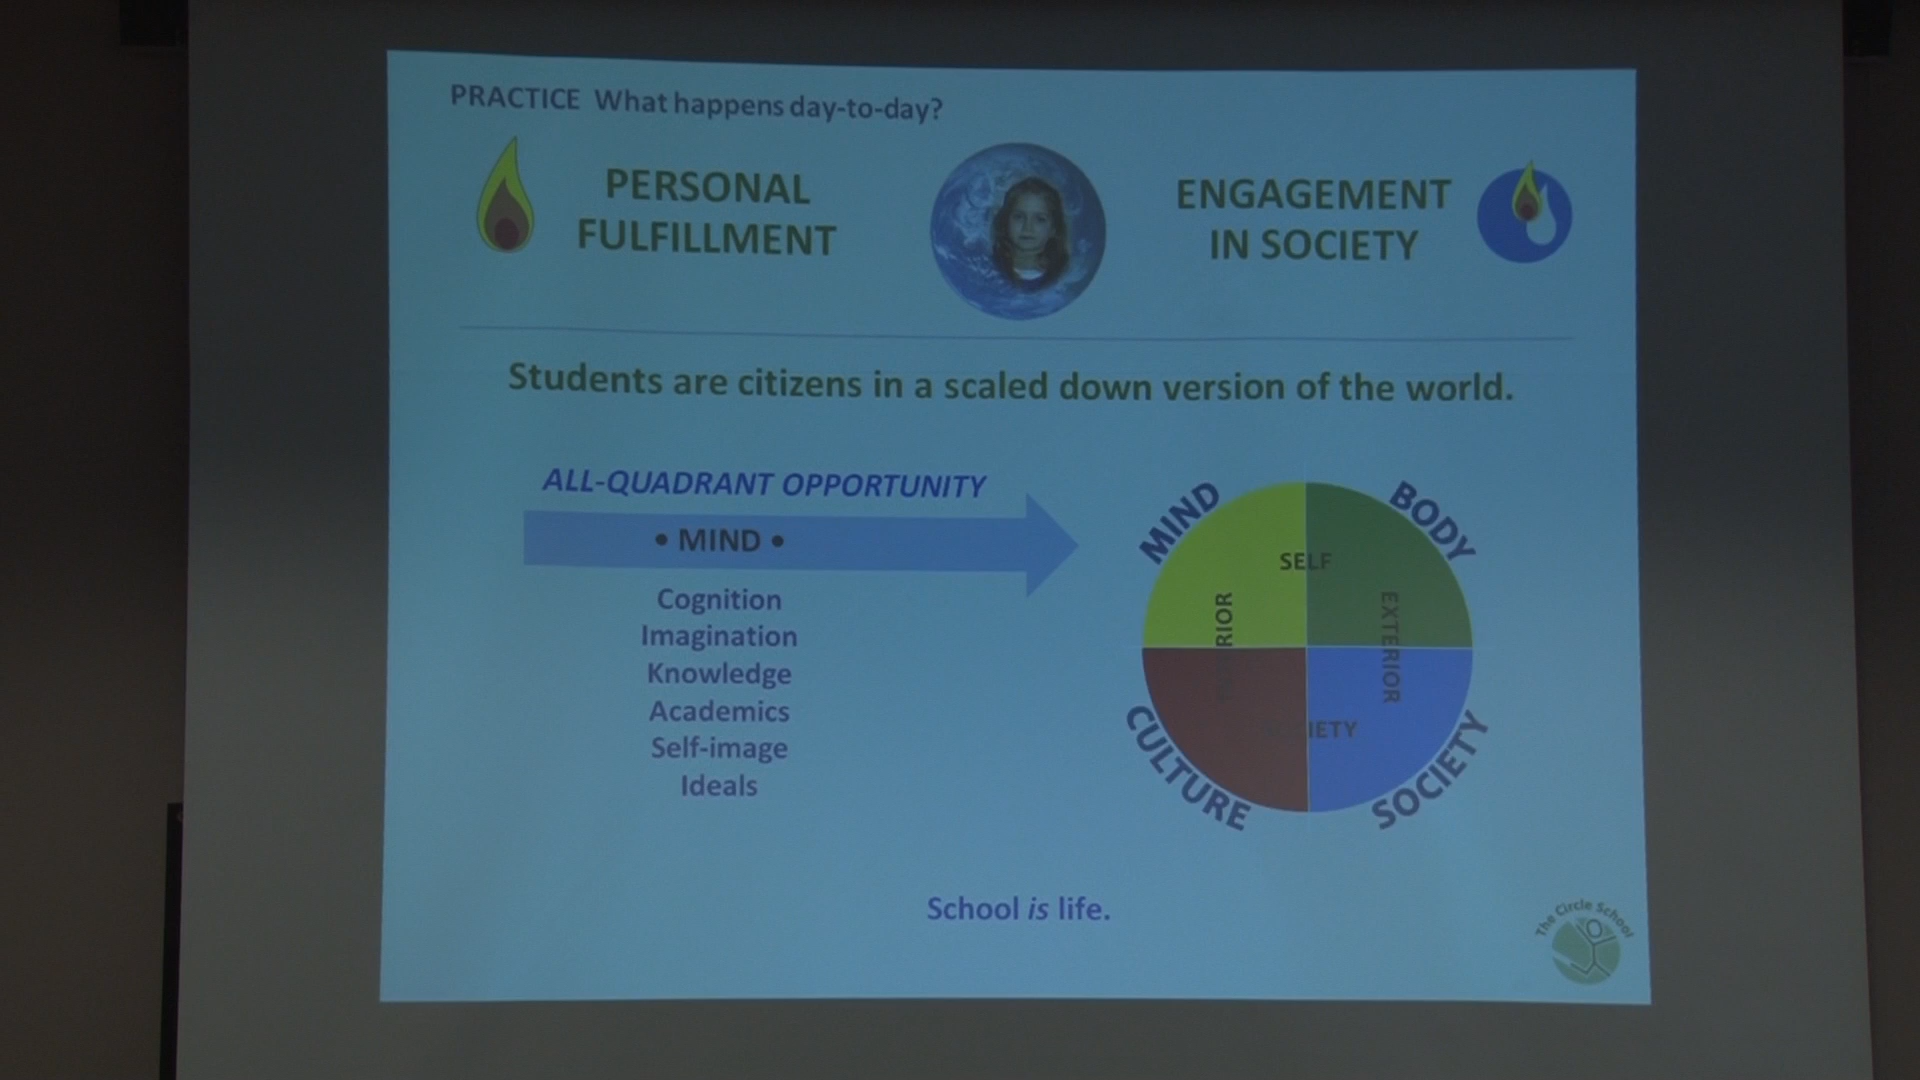 PRACTICE What happens day-to-day?
PERSONAL
FULFILLMENT
ENGAGEMENT
IN SOCIETY
Students are citizens in a scaled down version of the world.
ALL-QUADRANT OPPORTUNITY
• MIND •
Cognition
Imagination
Knowledge
Academics
Self-image
Ideals
MIND
BODY
SELF
EXTERIOR
CULTURE
SOCIETY
School is life.
The Circle School